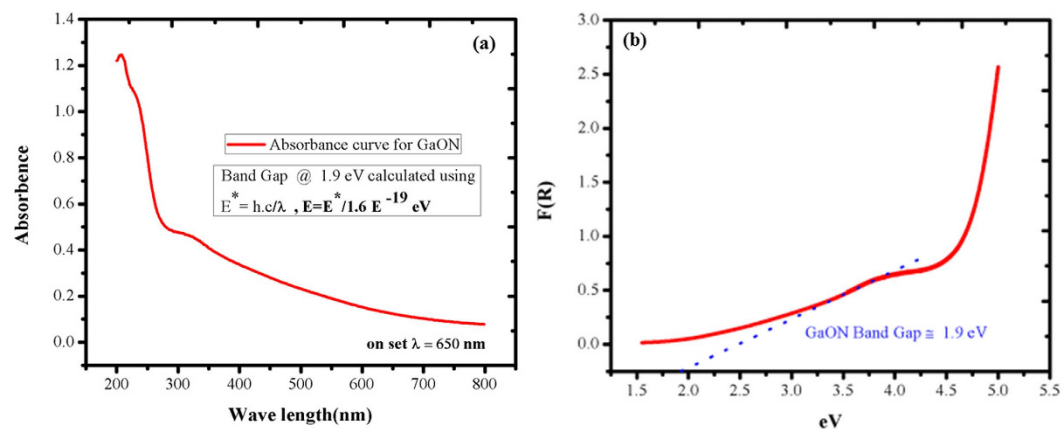 (a)
Absorbance curve for GaON
Band Gap @ 1.9 eV calculated using
E* = h.c/λ , E=E*/1.6 E -19 eV
on set λ = 650 nm
Absorbence
1.4
1.2
1.0
0.8
0.6
0.4
0.2
0.0
200 300 400 500 600 700 800
Wave length(nm)
(b)
F(R)
3.0
2.5
2.0
1.5
1.0
0.5
0.0
GaON Band Gap ≅ 1.9 eV
1.5 2.0 2.5 3.0 3.5 4.0 4.5 5.0 5.5
eV